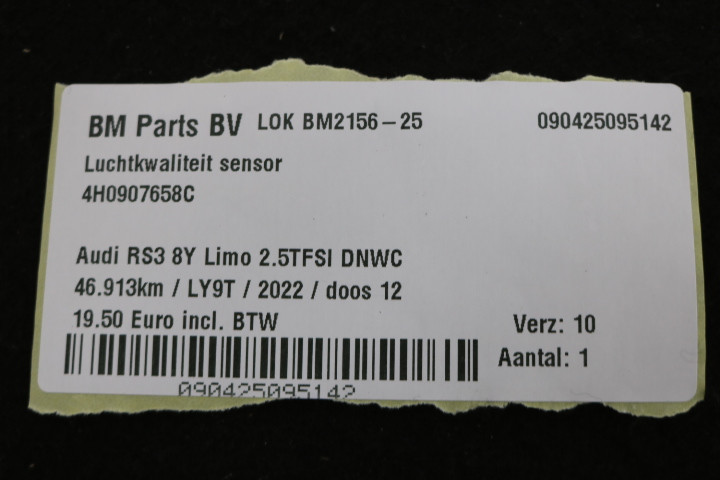 BM Parts BV LOK BM2156-25 090425095142
Luchtkwaliteit sensor
4H0907658C
Audi RS3 8Y Limo 2.5TFSI DNWC
46.913km / LY9T / 2022 / doos 12
19.50 Euro incl. BTW Verz: 10
Aantal: 1
090425095142